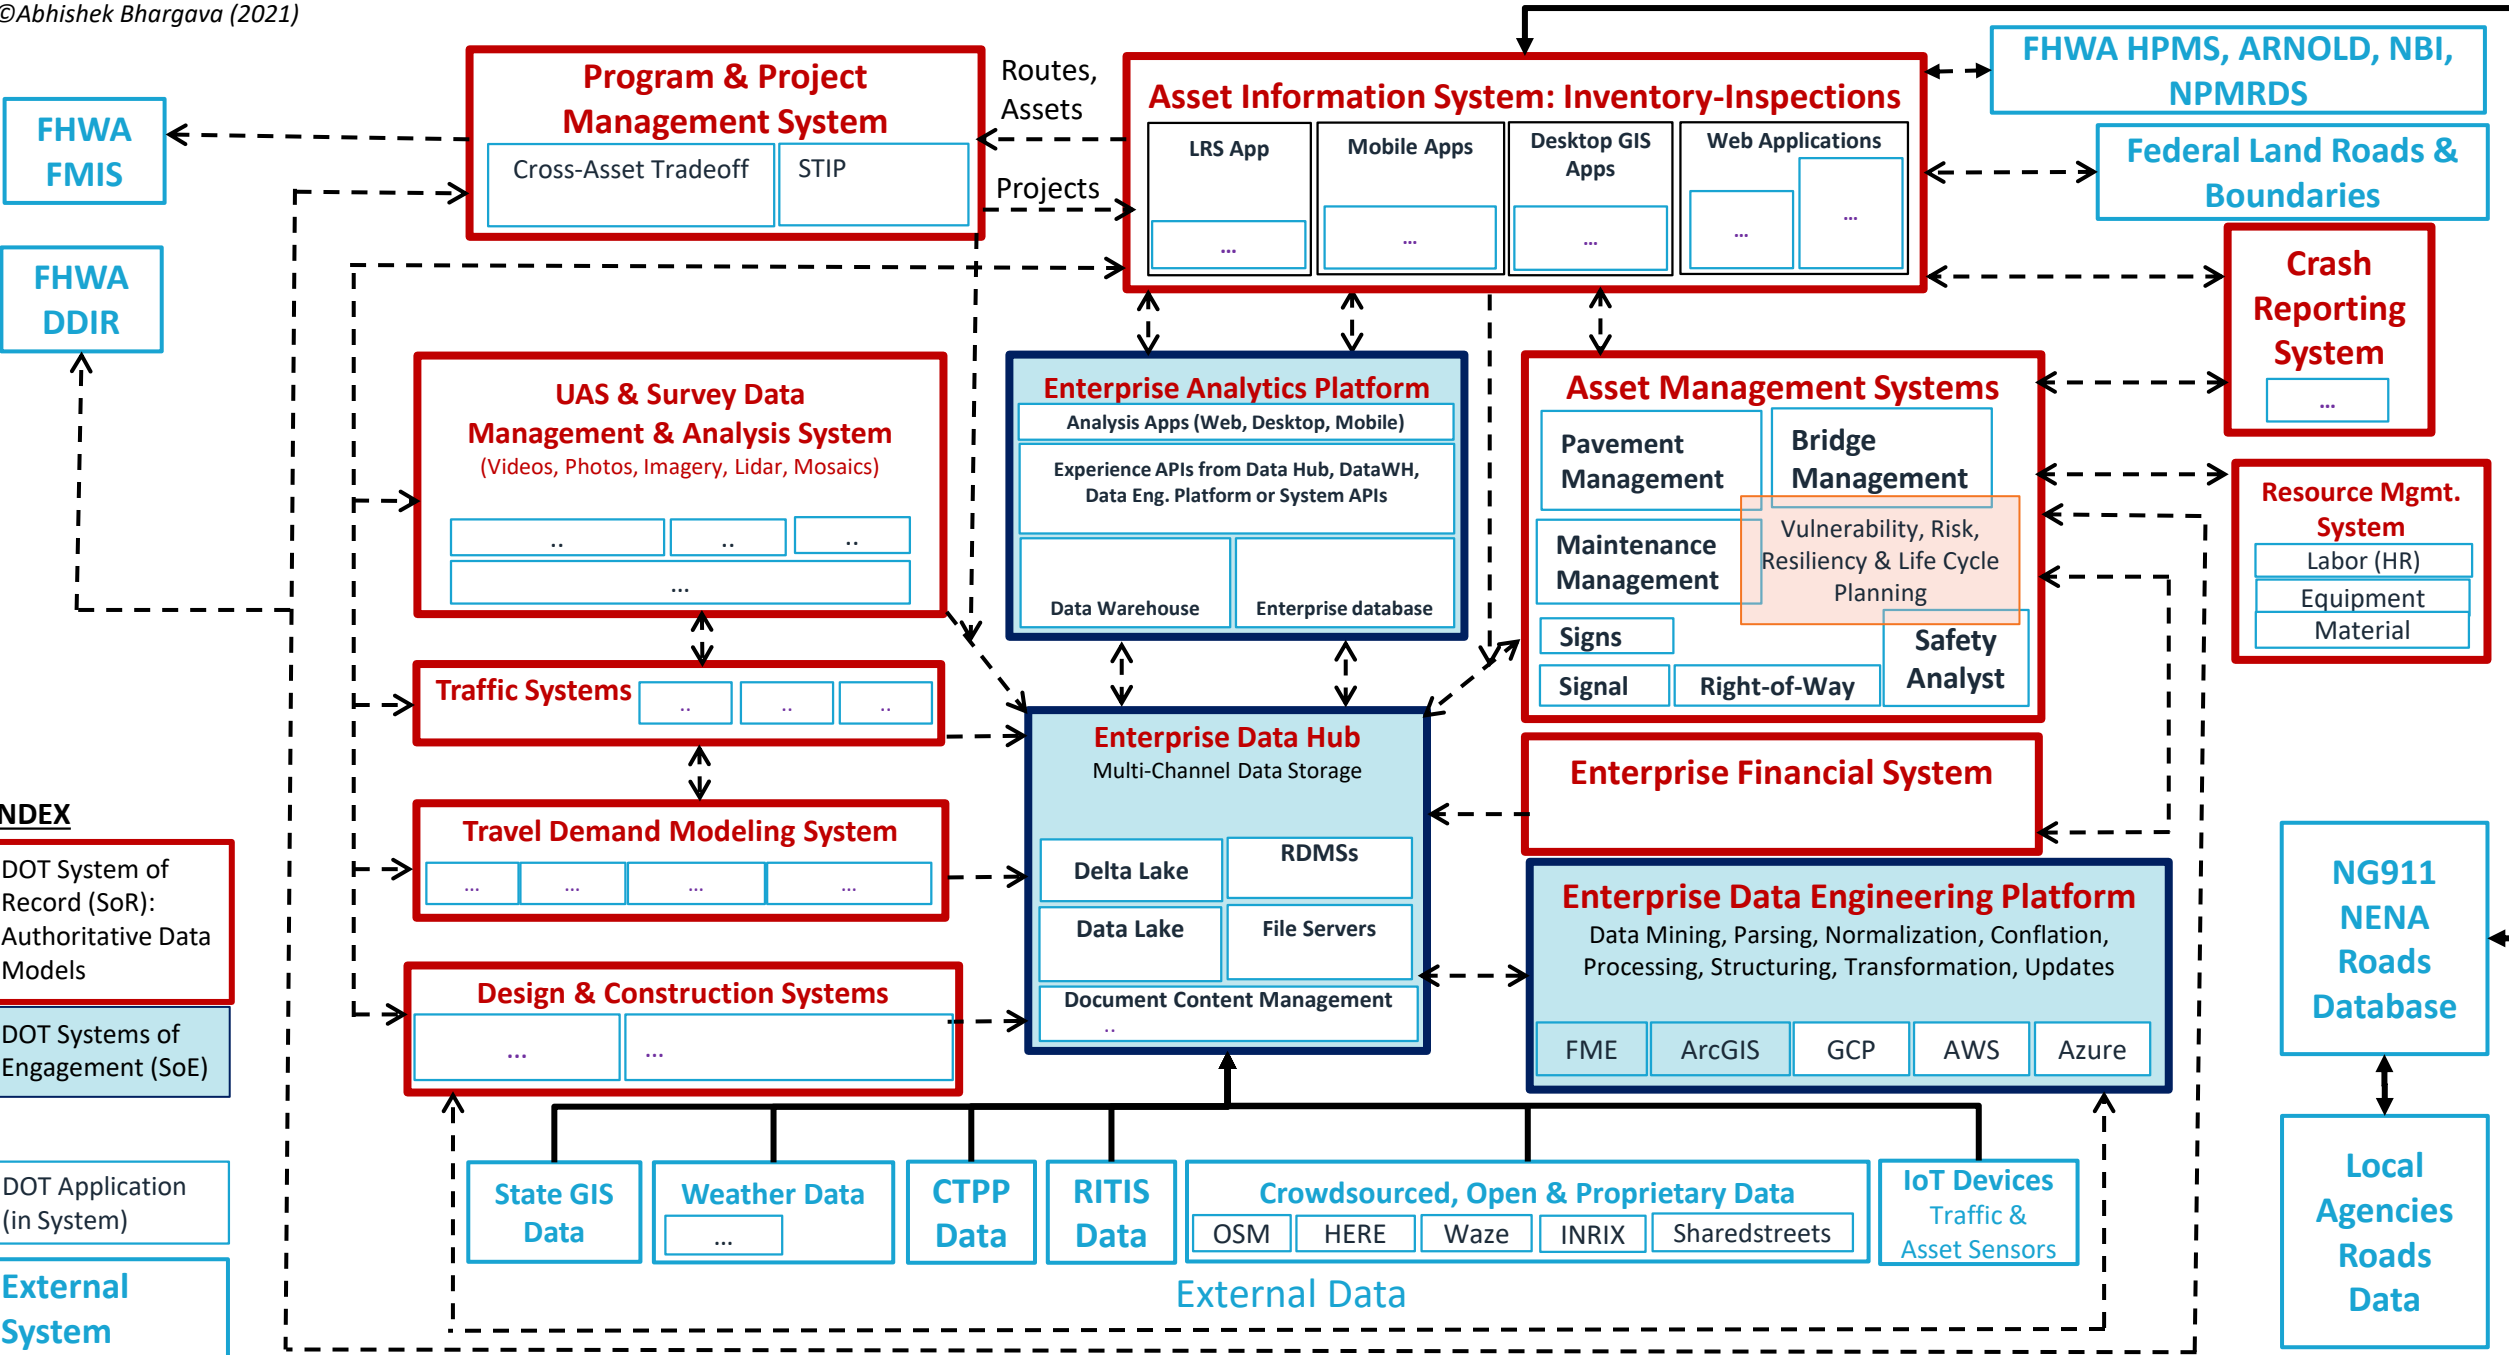 ©Abhishek Bhargava (2021)
FHWA
FMIS
FHWA
DDIR
Program & Project
Management System
Cross-Asset Tradeoff
STIP
Routes,
Assets
Projects
Asset Information System: Inventory-Inspections
LRS App
...
Mobile Apps
...
Desktop GIS
Apps
...
Web Applications
...
...
FHWA HPMS, ARNOLD, NBI,
NPMRDS
Federal Land Roads &
Boundaries
Crash
Reporting
System
...
UAS & Survey Data
Management & Analysis System
(Videos, Photos, Imagery, Lidar, Mosaics)
..
..
..
...
Enterprise Analytics Platform
Analysis Apps (Web, Desktop, Mobile)
Experience APIs from Data Hub, DataWH,
Data Eng. Platform or System APIs
Data Warehouse
Enterprise database
Asset Management Systems
Pavement
Management
Bridge
Management
Maintenance
Management
Vulnerability, Risk,
Resiliency & Life Cycle
Planning
Signs
Signal
Right-of-Way
Safety
Analyst
Resource Mgmt.
System
Labor (HR)
Equipment
Material
Traffic Systems
..
..
..
Travel Demand Modeling System
...
...
...
...
Design & Construction Systems
...
...
Enterprise Data Hub
Multi-Channel Data Storage
Delta Lake
RDMSs
Data Lake
File Servers
Document Content Management
..
Enterprise Financial System
Enterprise Data Engineering Platform
Data Mining, Parsing, Normalization, Conflation,
Processing, Structuring, Transformation, Updates
FME
ArcGIS
GCP
AWS
Azure
NG911
NENA
Roads
Database
Local
Agencies
Roads
Data
NDEX
DOT System of
Record (SoR):
Authoritative Data
Models
DOT Systems of
Engagement (SoE)
DOT Application
(in System)
External
System
State GIS
Data
Weather Data
...
CTPP
Data
RITIS
Data
Crowdsourced, Open & Proprietary Data
OSM
HERE
Waze
INRIX
Sharedstreets
IoT Devices
Traffic &
Asset Sensors
External Data